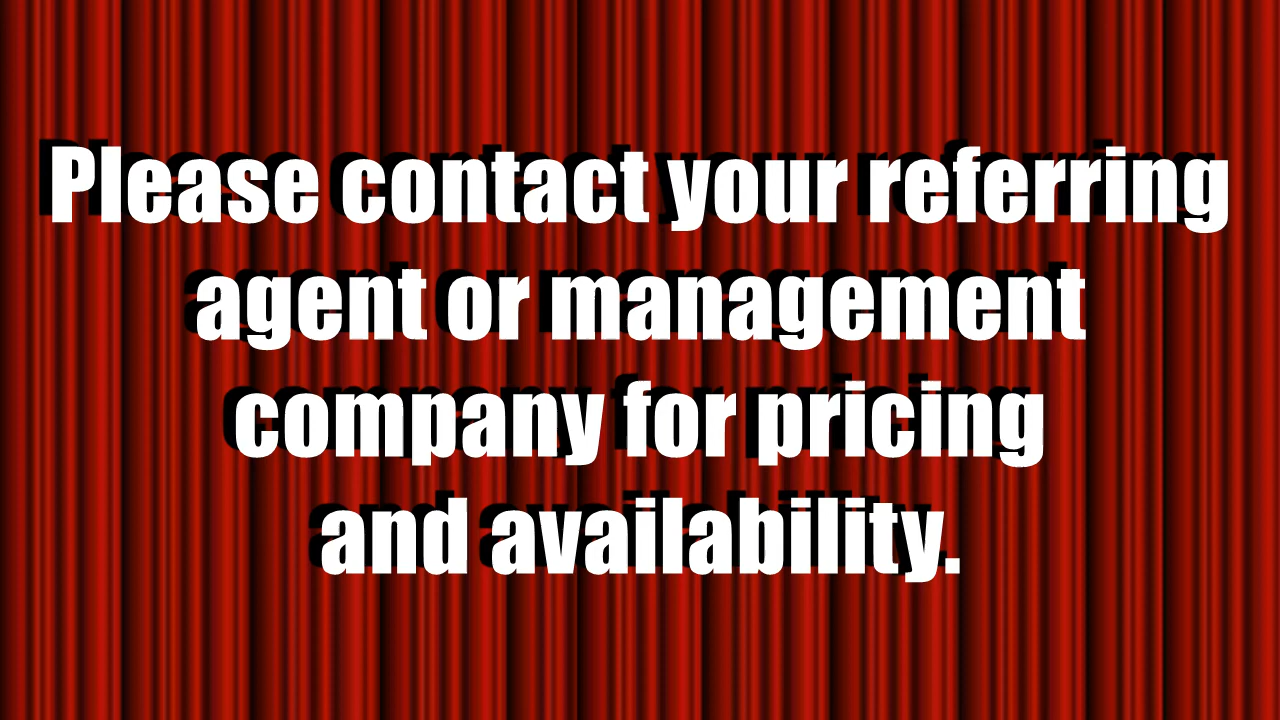 Please contact your referring
agent or management
company for pricing
and availability.